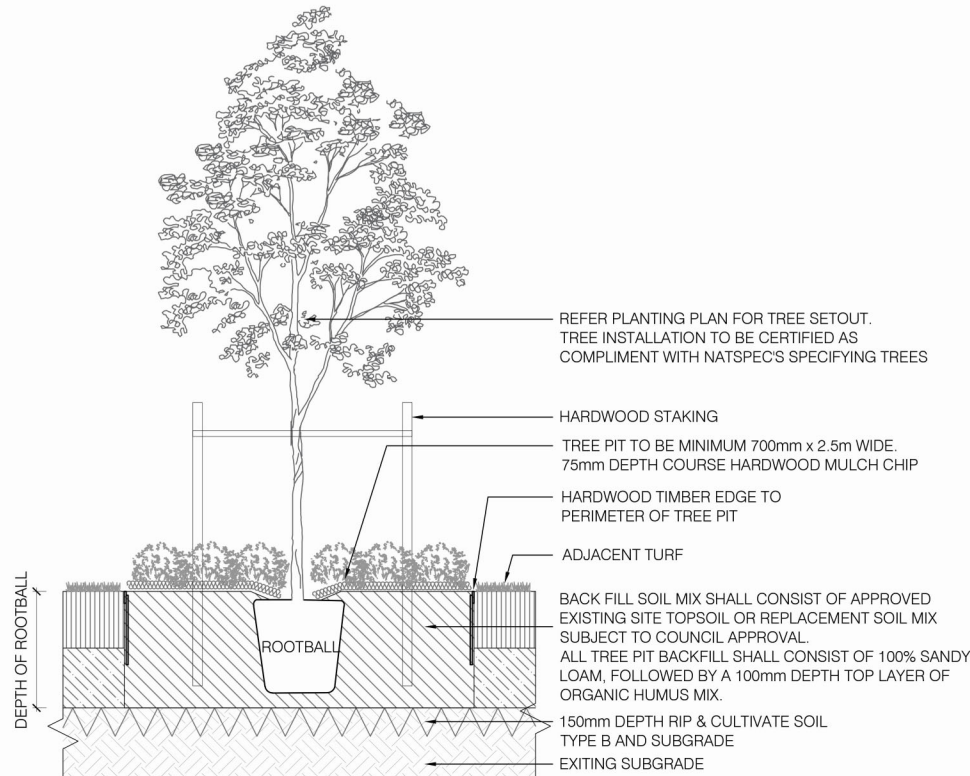 REFER PLANTING PLAN FOR TREE SETOUT.
TREE INSTALLATION TO BE CERTIFIED AS
COMPLIMENT WITH NATSPEC'S SPECIFYING TREES
HARDWOOD STAKING
TREE PIT TO BE MINIMUM 700mm x 2.5m WIDE.
75mm DEPTH COURSE HARDWOOD MULCH CHIP
HARDWOOD TIMBER EDGE TO
PERIMETER OF TREE PIT
ADJACENT TURF
BACK FILL SOIL MIX SHALL CONSIST OF APPROVED
EXISTING SITE TOPSOIL OR REPLACEMENT SOIL MIX
SUBJECT TO COUNCIL APPROVAL.
ALL TREE PIT BACKFILL SHALL CONSIST OF 100% SANDY
LOAM, FOLLOWED BY A 100mm DEPTH TOP LAYER OF
ORGANIC HUMUS MIX.
150mm DEPTH RIP & CULTIVATE SOIL
TYPE B AND SUBGRADE
EXITING SUBGRADE
ROOTBALL
DEPTH OF ROOTBALL